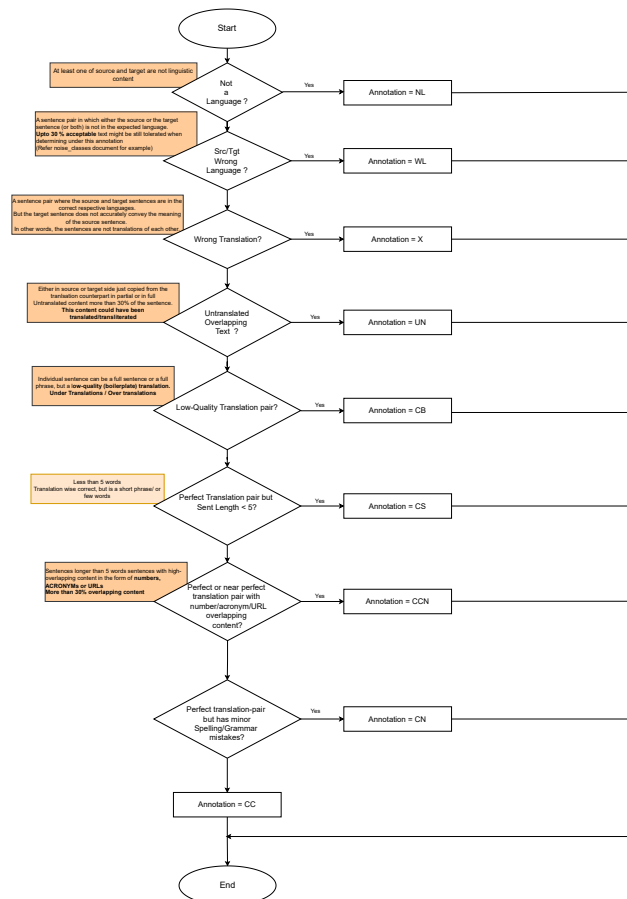 Start
At least one of source and target are not linguistic
content
Not
a
Language ?
Yes
Annotation = NL
A sentence pair in which either the source or the target
sentence (or both) is not in the expected language.
Upto 30 % acceptable text might be still tolerated when
determining under this annotation
(Refer noise_classes document for example)
Src/Tgt
Wrong
Language ?
Yes
Annotation = WL
A sentence pair where the source and target sentences are in the
correct respective languages.
But the target sentence does not accurately convey the meaning
of the source sentence.
In other words, the sentences are not translations of each other.
Wrong Translation?
Yes
Annotation = X
Either in source or target side just copied from the
transation counterpart in partial or in full
Untranslated content more than 30% of the sentence.
This content could have been
translated/transliterated
Untranslated
Overlapping
Text ?
Yes
Annotation = UN
Individual sentence can be a full sentence or a full
phrase, but a low-quality (boilerplate) translation.
Under Translations / Over translations
Low-Quality Translation pair?
Yes
Annotation = CB
Less than 5 words
Translation wise correct, but is a short phrase/ or
few words
Perfect Translation pair but
Sent Length < 5?
Yes
Annotation = CS
Sentences longer than 5 words sentences with high-
overlapping content in the form of numbers,
ACRONYMs or URLs
More than 30% overlapping content
Perfect or near perfect
translation pair with
number/acronym/URL
overlapping
content?
Yes
Annotation = CCN
Perfect translation-pair
but has minor
Spelling/Grammar
mistakes?
Yes
Annotation = CN
Annotation = CC
End